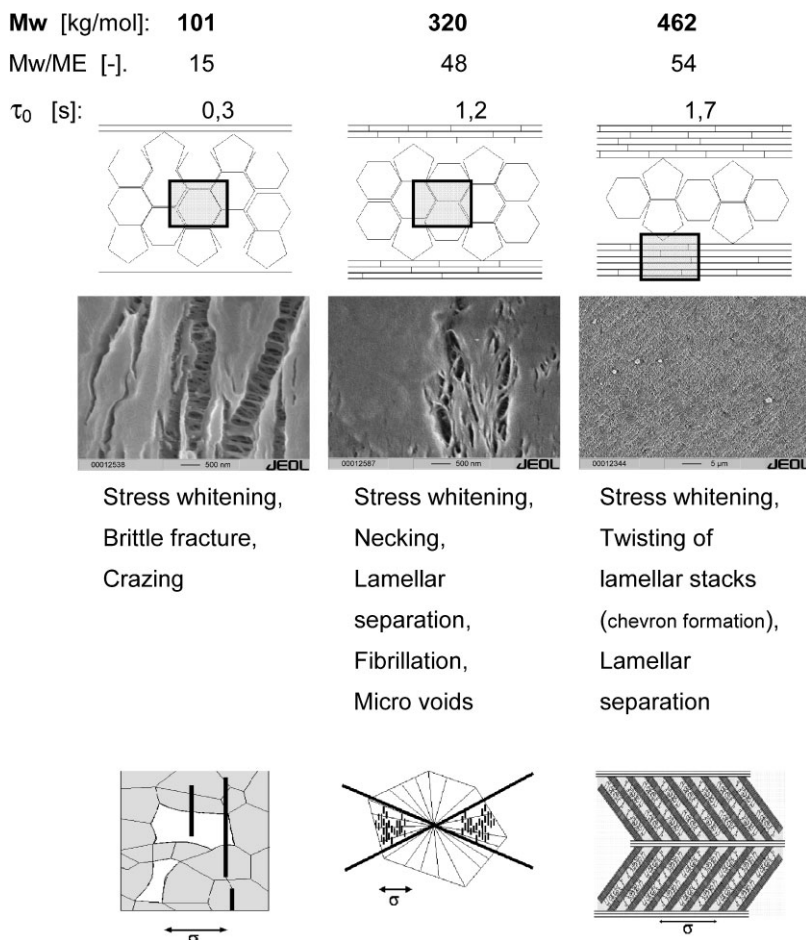 Mw [kg/mol]: 101 320 462
Mw/ME [-]. 15 48 54
τ0 [s]: 0,3 1,2 1,7
00012538 500 nm JEOL
00012587 500 nm JEOL
00012344 5 µm JEOL
Stress whitening,
Brittle fracture,
Crazing
Stress whitening,
Necking,
Lamellar
separation,
Fibrillation,
Micro voids
Stress whitening,
Twisting of
lamellar stacks
(chevron formation),
Lamellar
separation
σ
σ
σ